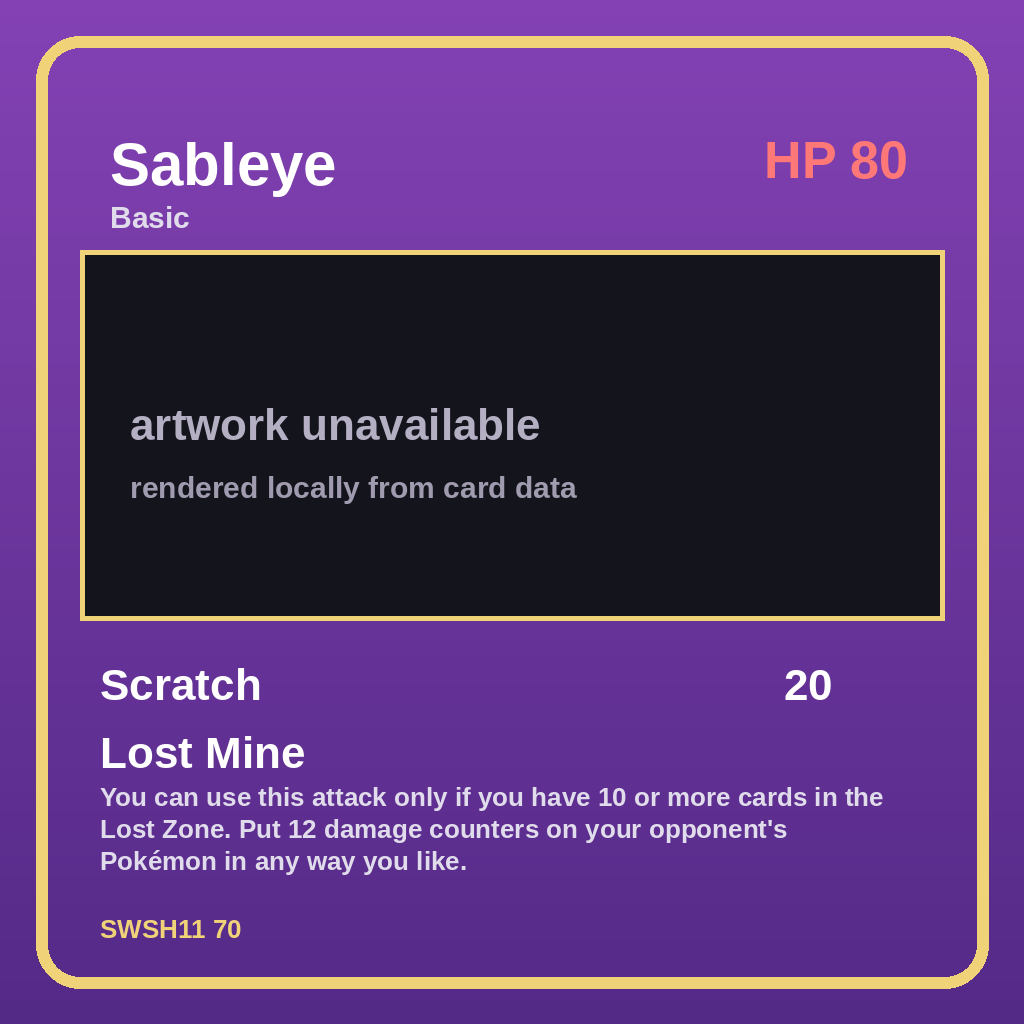 Sableye
HP 80
Basic
artwork unavailable
rendered locally from card data
Scratch 20
Lost Mine
You can use this attack only if you have 10 or more cards in the
Lost Zone. Put 12 damage counters on your opponent's
Pokémon in any way you like.
SWSH11 70